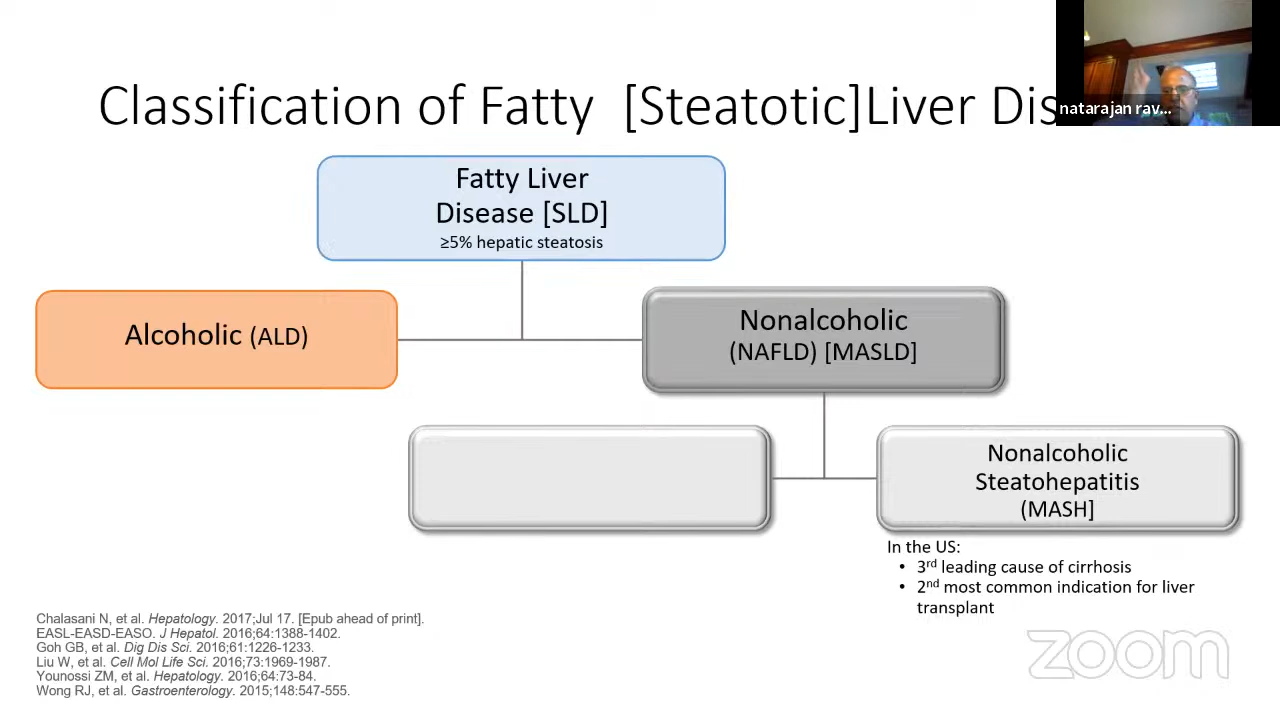 Classification of Fatty [Steatotic]Liver Dis
natarajan rav...
Fatty Liver
Disease [SLD]
≥5% hepatic steatosis
Alcoholic (ALD)
Nonalcoholic
(NAFLD) [MASLD]
Nonalcoholic
Steatohepatitis
(MASH]
In the US:
• 3rd leading cause of cirrhosis
• 2nd most common indication for liver
transplant
Chalasani N, et al. Hepatology. 2017;Jul 17. [Epub ahead of print].
EASL-EASD-EASO. J Hepatol. 2016;64:1388-1402.
Goh GB, et al. Dig Dis Sci. 2016;61:1226-1233.
Liu W, et al. Cell Mol Life Sci. 2016;73:1969-1987.
Younossi ZM, et al. Hepatology. 2016;64:73-84.
Wong RJ, et al. Gastroenterology. 2015;148:547-555.
zoom